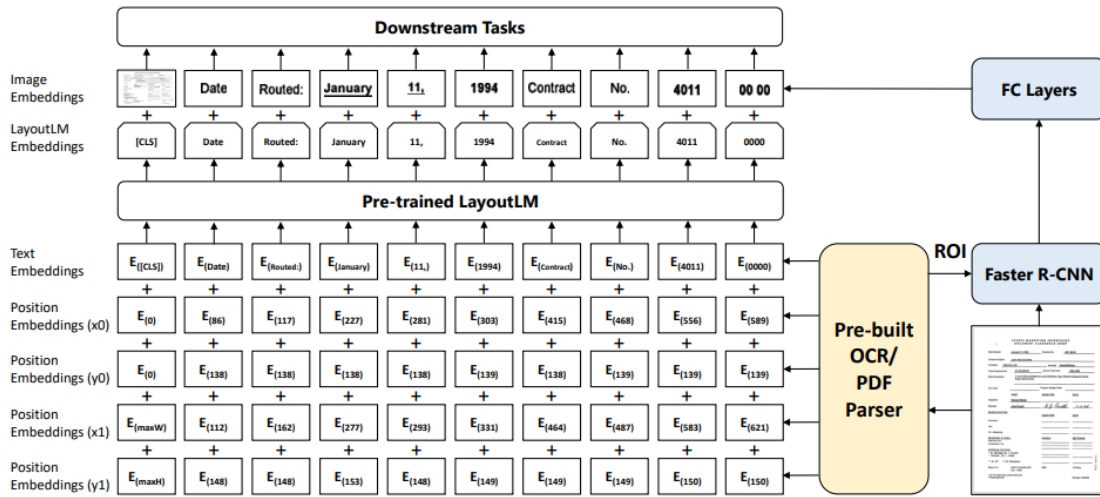 Downstream Tasks
Image
Embeddings
Date Routed: January 11, 1994 Contract No. 4011 00 00
FC Layers
LayoutLM
Embeddings
[CLS] Date Routed: January 11, 1994 Contract No. 4011 0000
Pre-trained LayoutLM
Text
Embeddings
E([CLS]) E(Date) E(Routed:) E(January) E(11,) E(1994) E(Contract) E(No.) E(4011) E(0000)
ROI
Faster R-CNN
Position
Embeddings (x0)
E(0) E(86) E(117) E(227) E(281) E(303) E(415) E(468) E(556) E(589)
Position
Embeddings (y0)
E(0) E(138) E(138) E(138) E(138) E(139) E(138) E(139) E(139) E(139)
Pre-built
OCR/
PDF
Parser
Position
Embeddings (x1)
E(maxW) E(112) E(162) E(277) E(293) E(331) E(464) E(487) E(583) E(621)
Position
Embeddings (y1)
E(maxH) E(148) E(148) E(153) E(148) E(149) E(149) E(149) E(150) E(150)